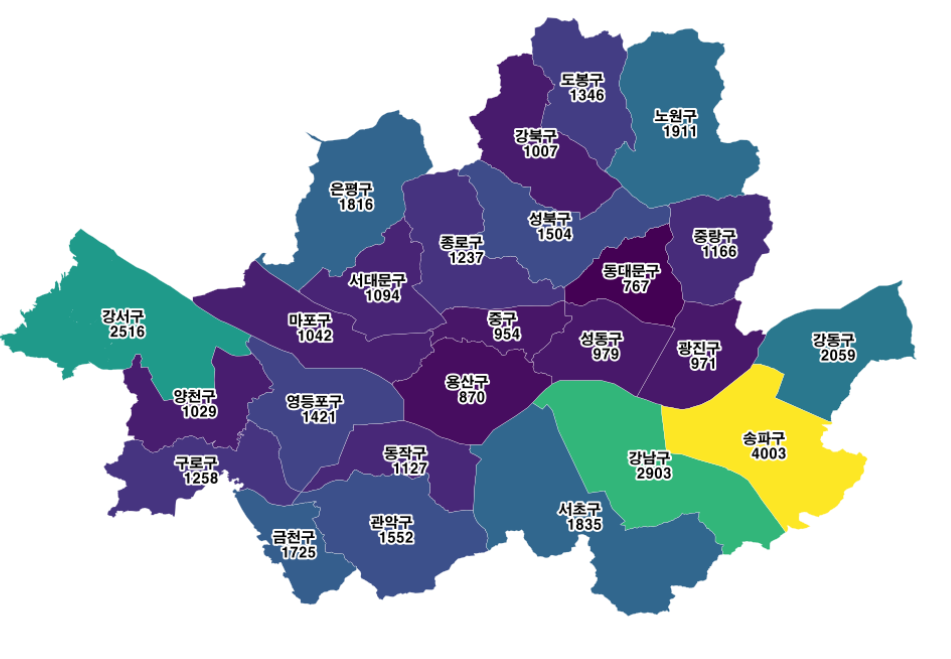 도봉구
1346
노원구
1911
강북구
1007
은평구
1816
성북구
1504
종로구
1237
중랑구
1166
서대문구
1094
동대문구
767
강서구
2516
마포구
1042
중구
954
성동구
979
광진구
971
강동구
2059
양천구
1029
영등포구
1421
용산구
870
송파구
4003
구로구
1258
동작구
1127
강남구
2903
금천구
1725
관악구
1552
서초구
1835